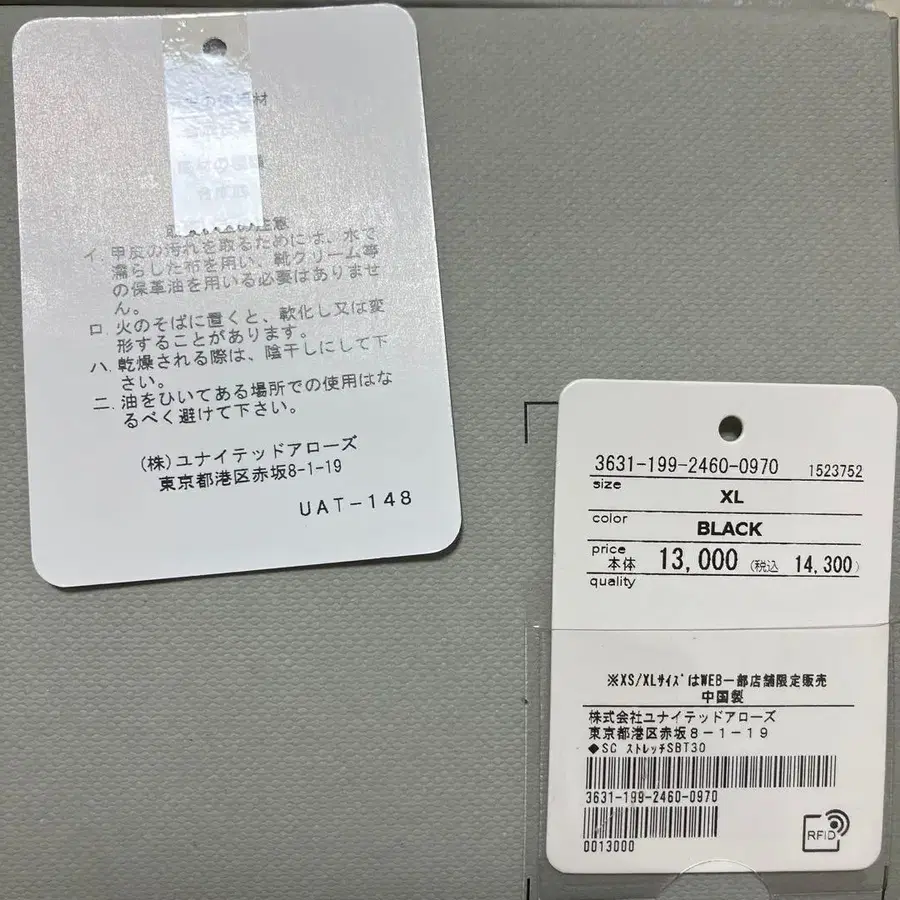 イ. 甲皮の汚れを取るためには、水で
濡らした布を用い、靴クリーム等
の保革油を用いる必要はありませ
ん。
ロ. 火のそばに置くと、軟化し又は変
形することがあります。
ハ. 乾燥される際は、陰干しにして下
さい。
ニ. 油をひいてある場所での使用はな
るべく避けて下さい。
(株)ユナイテッドアローズ
東京都港区赤坂8-1-19
UAT-148
3631-199-2460-0970 1523752
size
XL
color
BLACK
price
本体 13,000 (税込 14,300)
quality
※XS/XLｻｲｽﾞはWEB一部店舗限定販売
中国製
株式会社ユナイテッドアローズ
東京都港区赤坂８－１－１９
◆SC ｽﾄﾚｯﾁSBT30
3631-199-2460-0970
0013000
RFID